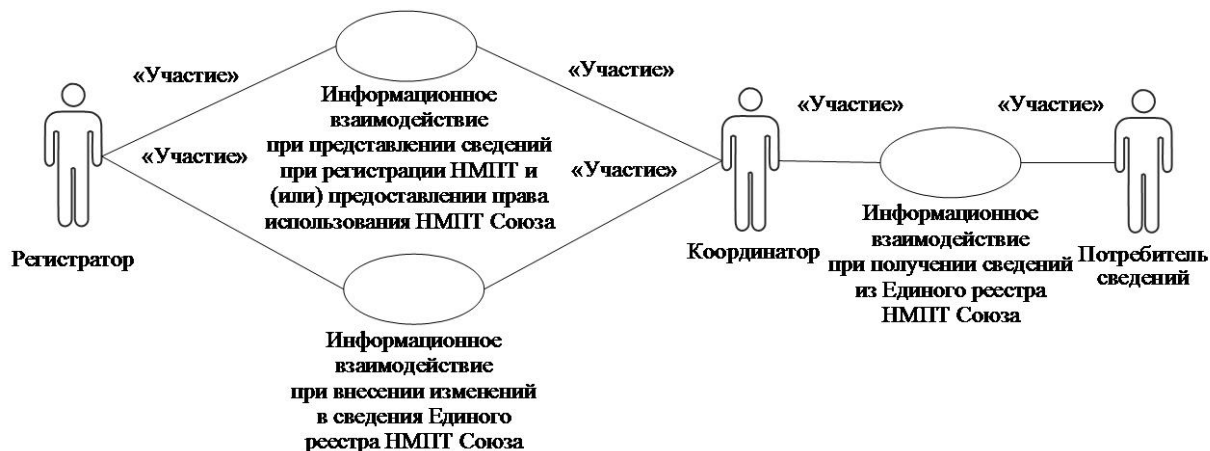 «Участие»
«Участие»
«Участие»
«Участие»
Информационное
взаимодействие
при представлении сведений
при регистрации НМПТ и
(или) предоставлении права
использования НМПТ Союза
«Участие»
«Участие»
Регистратор
Координатор
Информационное
взаимодействие
при получении сведений
из Единого реестра
НМПТ Союза
Потребитель
сведений
Информационное
взаимодействие
при внесении изменений
в сведения Единого
реестра НМПТ Союза